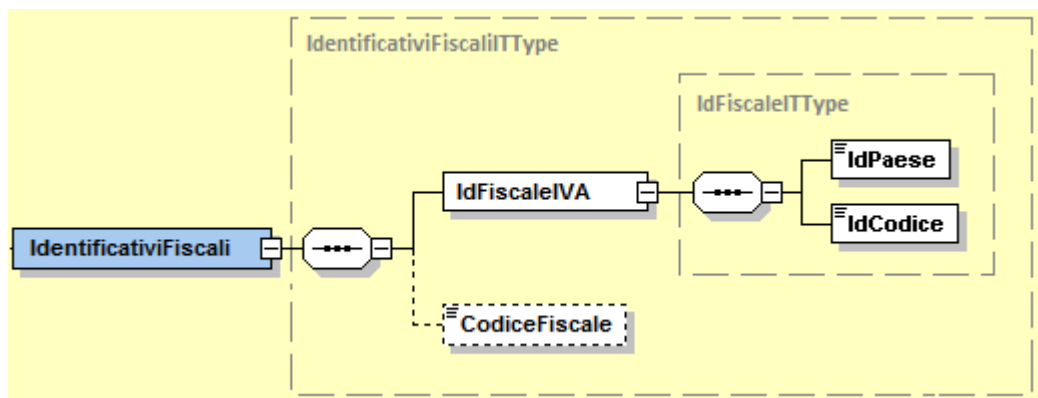 IdentificativiFiscaliITType
IdFiscaleITType
IdPaese
IdFiscaleIVA
IdCodice
IdentificativiFiscali
CodiceFiscale